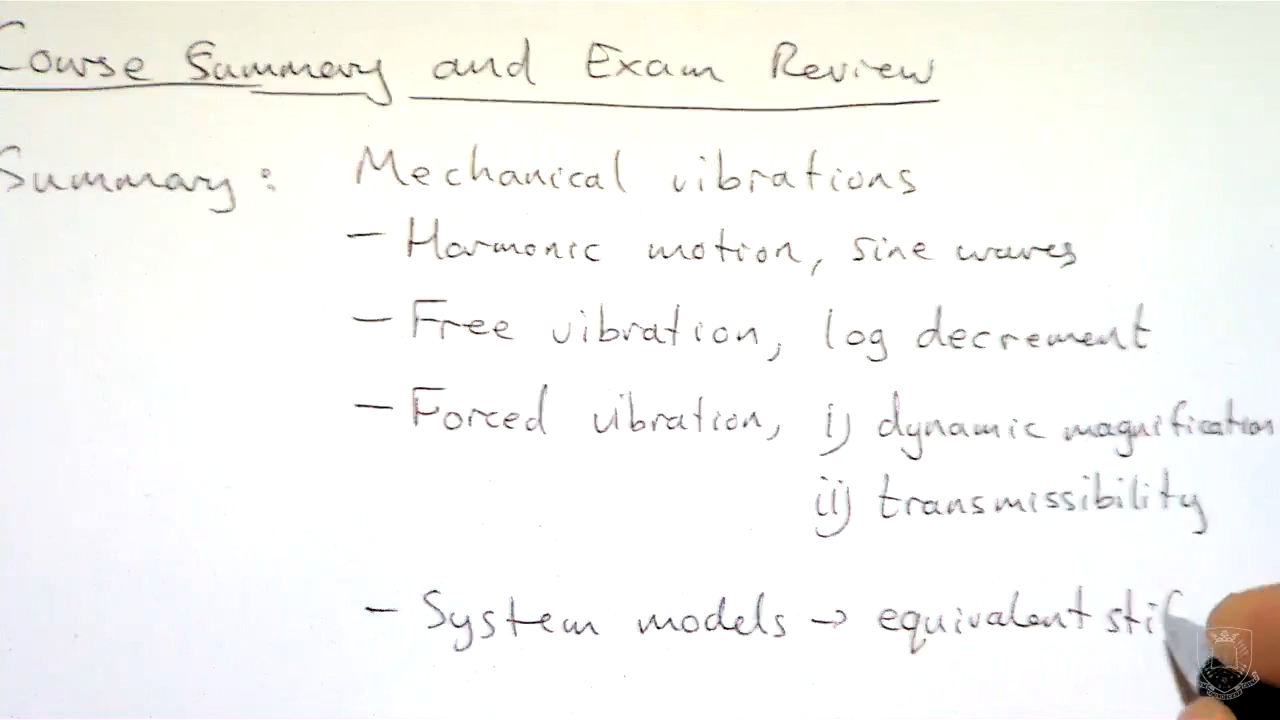 Course Summary and Exam Review
Summary: Mechanical vibrations
- Harmonic motion, sine waves
- Free vibration, log decrement
- Forced vibration, i) dynamic magnification
ii) transmissibility
- System models → equivalent stif